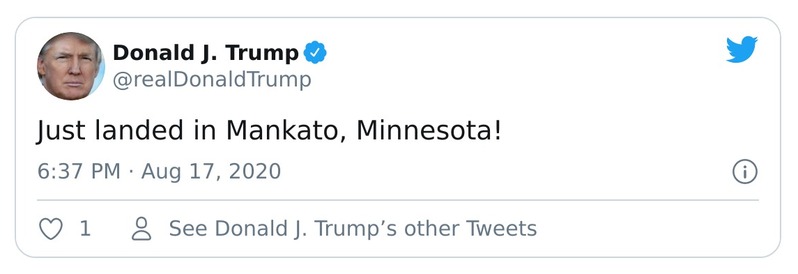 Donald J. Trump
@realDonaldTrump
Just landed in Mankato, Minnesota!
6:37 PM · Aug 17, 2020
1
See Donald J. Trump’s other Tweets